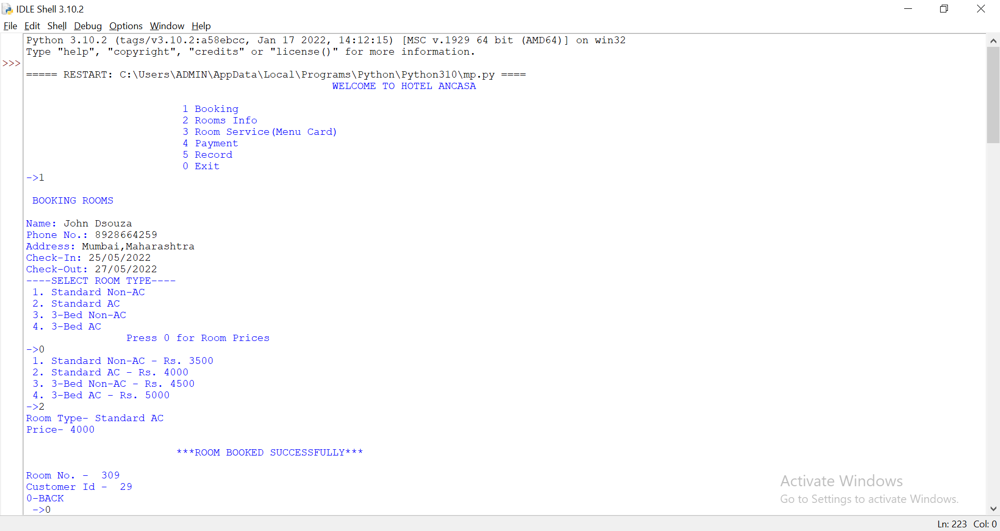 IDLE Shell 3.10.2
File Edit Shell Debug Options Window Help
Python 3.10.2 (tags/v3.10.2:a58ebcc, Jan 17 2022, 14:12:15) [MSC v.1929 64 bit (AMD64)] on win32
Type "help", "copyright", "credits" or "license()" for more information.
>>>
===== RESTART: C:\Users\ADMIN\AppData\Local\Programs\Python\Python310\mp.py ====
WELCOME TO HOTEL ANCASA
1 Booking
2 Rooms Info
3 Room Service(Menu Card)
4 Payment
5 Record
0 Exit
->1
BOOKING ROOMS
Name: John Dsouza
Phone No.: 8928664259
Address: Mumbai,Maharashtra
Check-In: 25/05/2022
Check-Out: 27/05/2022
----SELECT ROOM TYPE----
1. Standard Non-AC
2. Standard AC
3. 3-Bed Non-AC
4. 3-Bed AC
Press 0 for Room Prices
->0
1. Standard Non-AC - Rs. 3500
2. Standard AC - Rs. 4000
3. 3-Bed Non-AC - Rs. 4500
4. 3-Bed AC - Rs. 5000
->2
Room Type- Standard AC
Price- 4000
***ROOM BOOKED SUCCESSFULLY***
Room No. - 309
Customer Id - 29
0-BACK
->0
Activate Windows
Go to Settings to activate Windows.
Ln: 223 Col: 0